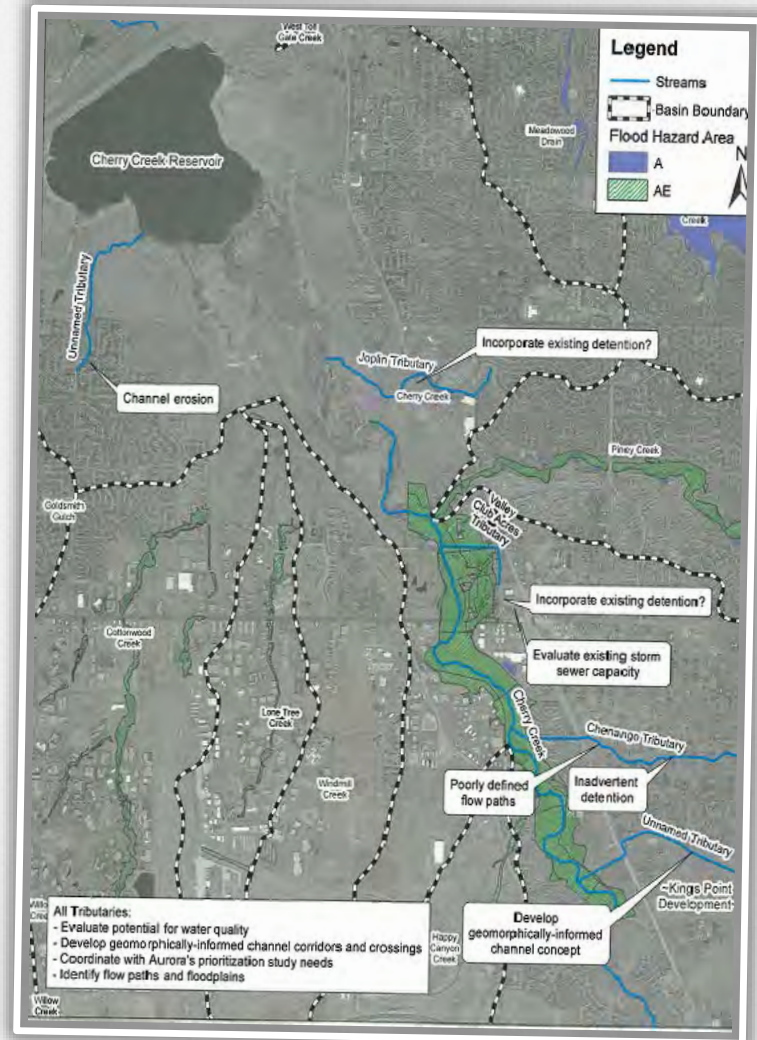 West Toll
Gate Creek
Legend
Streams
Basin Boundary
Flood Hazard Area
A
AE
N
Meadowood
Drain
Creek
Cherry Creek Reservoir
Unnamed Tributary
Channel erosion
Joplin Tributary
Incorporate existing detention?
Cherry Creek
Piney Creek
Goldsmith
Gulch
Valley
Club Acres
Tributary
Incorporate existing detention?
Evaluate existing storm
sewer capacity
Cottonwood
Creek
Lone Tree
Creek
Windmill
Creek
Cherry Creek
Chenango Tributary
Poorly defined
flow paths
Inadvertent
detention
Unnamed Tributary
~Kings Point
Development~
Develop
geomorphically-informed
channel concept
Happy
Canyon
Creek
All Tributaries:
- Evaluate potential for water quality
- Develop geomorphically-informed channel corridors and crossings
- Coordinate with Aurora's prioritization study needs
- Identify flow paths and floodplains
Willow
Creek